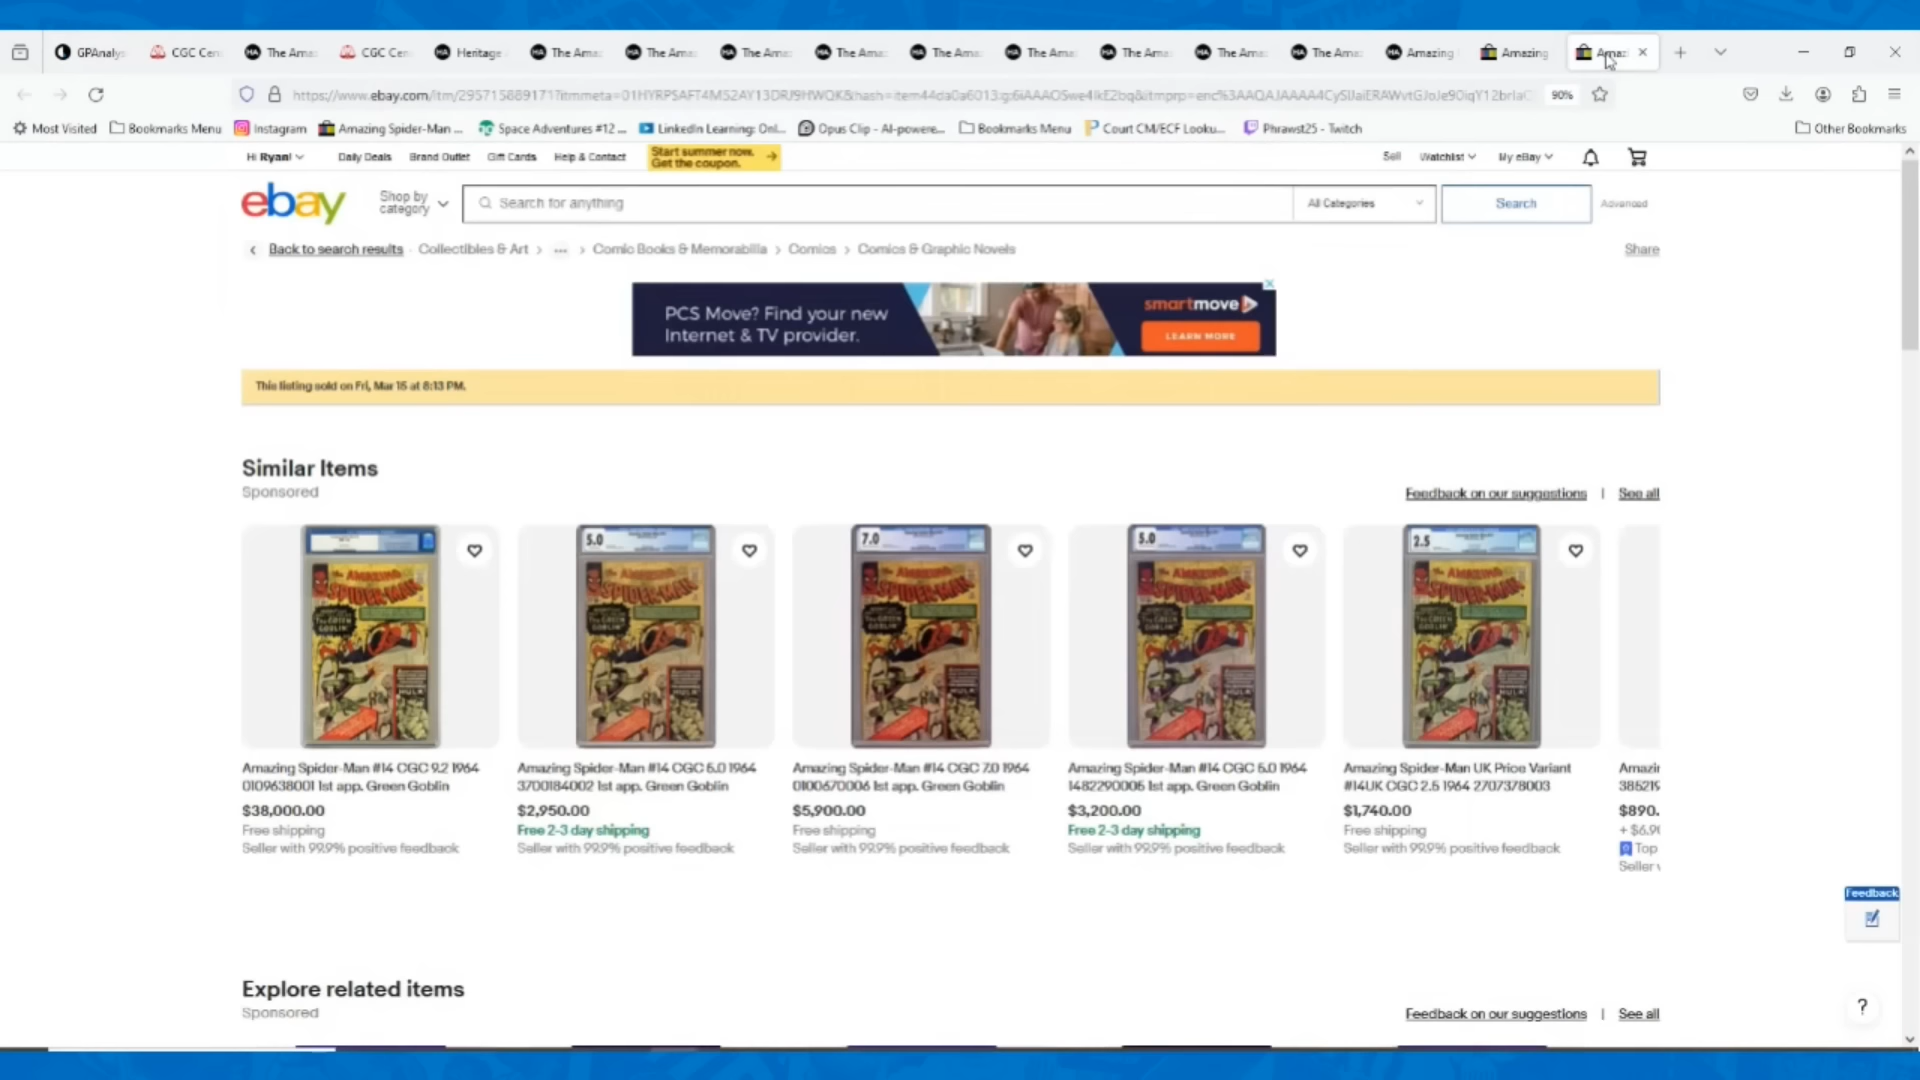 GPAnaly
CGC Cer
The Ama
CGC Cer
Heritage
The Ama
The Ama
The Ama
The Ama
The Ama
The Ama
The Ama
The Ama
The Ama
Amazing
Amazing
Amaz
90%
Most Visited
Bookmarks Menu
Instagram
Amazing Spider-Man ...
Space Adventures #12 ...
LinkedIn Learning: Onl...
Opus Clip - AI-powere...
Bookmarks Menu
Court CM/ECF Looku...
Phrawst25 - Twitch
Other Bookmarks
Hi Ryan!
Daily Deals
Brand Outlet
Gift Cards
Help & Contact
Start summer now.
Get the coupon.
Sell
Watchlist
My eBay
ebay
Shop by
category
Search for anything
All Categories
Search
Advanced
Back to search results
Collectibles & Art > ... > Comic Books & Memorabilia > Comics > Comics & Graphic Novels
Share
PCS Move? Find your new
Internet & TV provider.
smartmove
LEARN MORE
This listing sold on Fri, Mar 15 at 8:13 PM.
Similar Items
Sponsored
Feedback on our suggestions | See all
5.0
7.0
5.0
2.5
Amazing Spider-Man #14 CGC 9.2 1964
0109638001 1st app. Green Goblin
$38,000.00
Free shipping
Seller with 99.9% positive feedback
Amazing Spider-Man #14 CGC 5.0 1964
3700184002 1st app. Green Goblin
$2,950.00
Free 2-3 day shipping
Seller with 99.9% positive feedback
Amazing Spider-Man #14 CGC 7.0 1964
0100670006 1st app. Green Goblin
$5,900.00
Free shipping
Seller with 99.9% positive feedback
Amazing Spider-Man #14 CGC 5.0 1964
1482290005 1st app. Green Goblin
$3,200.00
Free 2-3 day shipping
Seller with 99.9% positive feedback
Amazing Spider-Man UK Price Variant
#14UK CGC 2.5 1964 2707378003
$1,740.00
Free shipping
Seller with 99.9% positive feedback
Amazin
$890.
Top
Seller
Feedback
Explore related items
Sponsored
Feedback on our suggestions | See all
?